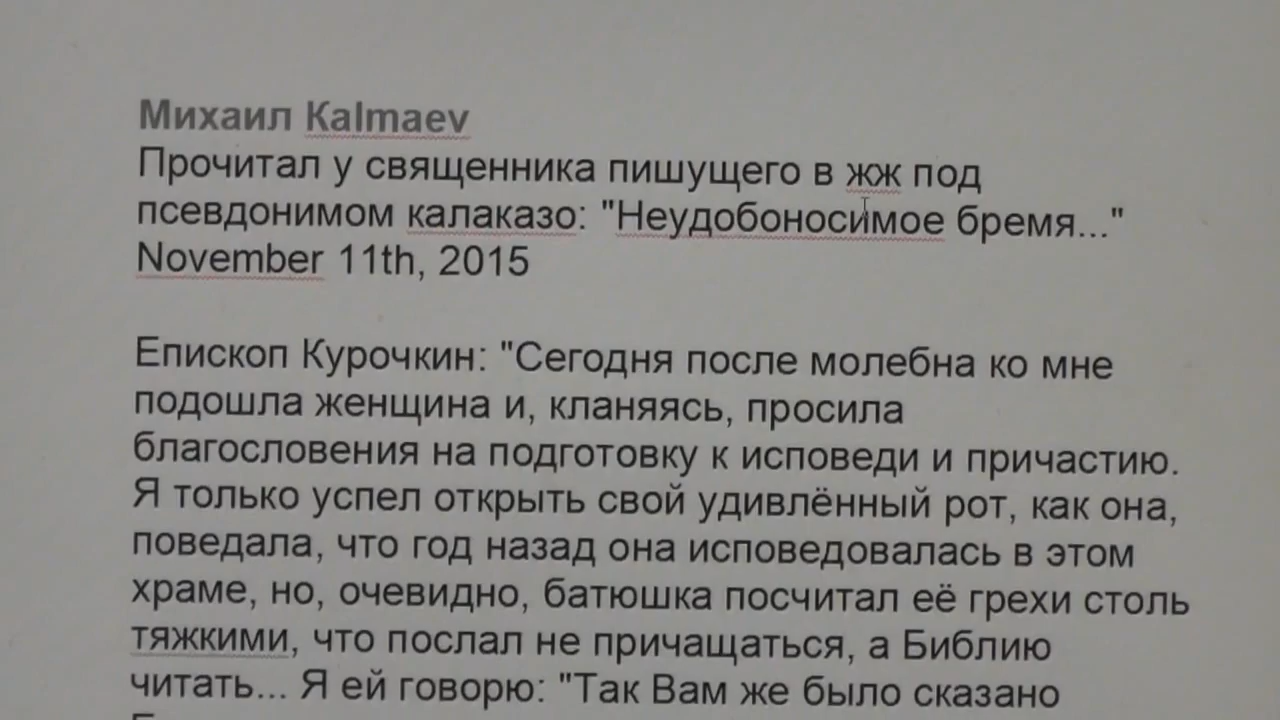 Михаил Kalmaev
Прочитал у священника пишущего в жж под
псевдонимом калаказо: "Неудобоносимое бремя..."
November 11th, 2015
Епископ Курочкин: "Сегодня после молебна ко мне
подошла женщина и, кланяясь, просила
благословения на подготовку к исповеди и причастию.
Я только успел открыть свой удивлённый рот, как она,
поведала, что год назад она исповедовалась в этом
храме, но, очевидно, батюшка посчитал её грехи столь
тяжкими, что послал не причащаться, а Библию
читать... Я ей говорю: "Так Вам же было сказано